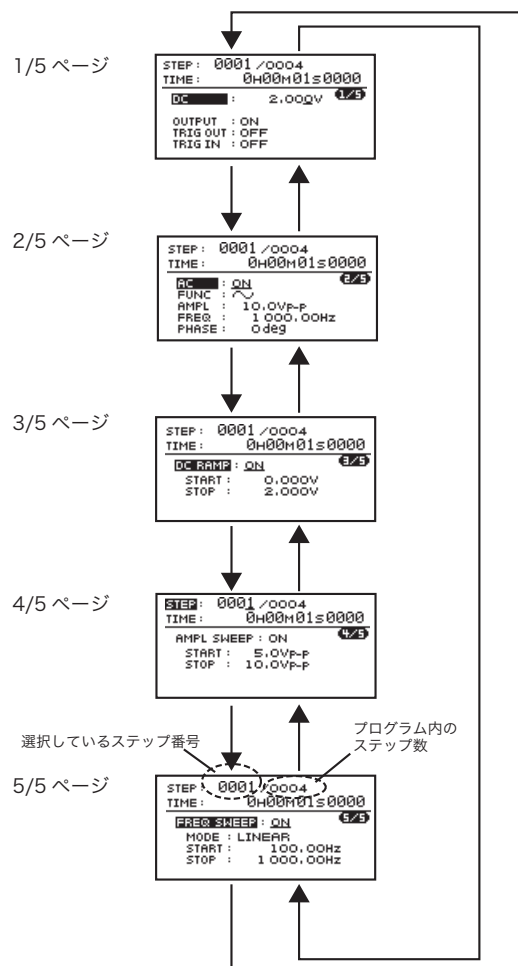 1/5 ページ
STEP: 0001/0004
TIME: 0H00M01S0000
DC : 2.000V 1/5
OUTPUT : ON
TRIG OUT : OFF
TRIG IN : OFF
2/5 ページ
STEP: 0001/0004
TIME: 0H00M01S0000
AC : ON 2/5
FUNC :
AMPL : 10.0Vp-p
FREQ : 1 000.00Hz
PHASE : 0deg
3/5 ページ
STEP: 0001/0004
TIME: 0H00M01S0000
DC RAMP : ON 3/5
START : 0.000V
STOP : 2.000V
4/5 ページ
STEP: 0001/0004
TIME: 0H00M01S0000
AMPL SWEEP : ON 4/5
START : 5.0Vp-p
STOP : 10.0Vp-p
選択しているステップ番号
プログラム内の
ステップ数
5/5 ページ
STEP: 0001/0004
TIME: 0H00M01S0000
FREQ SWEEP : ON 5/5
MODE : LINEAR
START : 100.00Hz
STOP : 1 000.00Hz